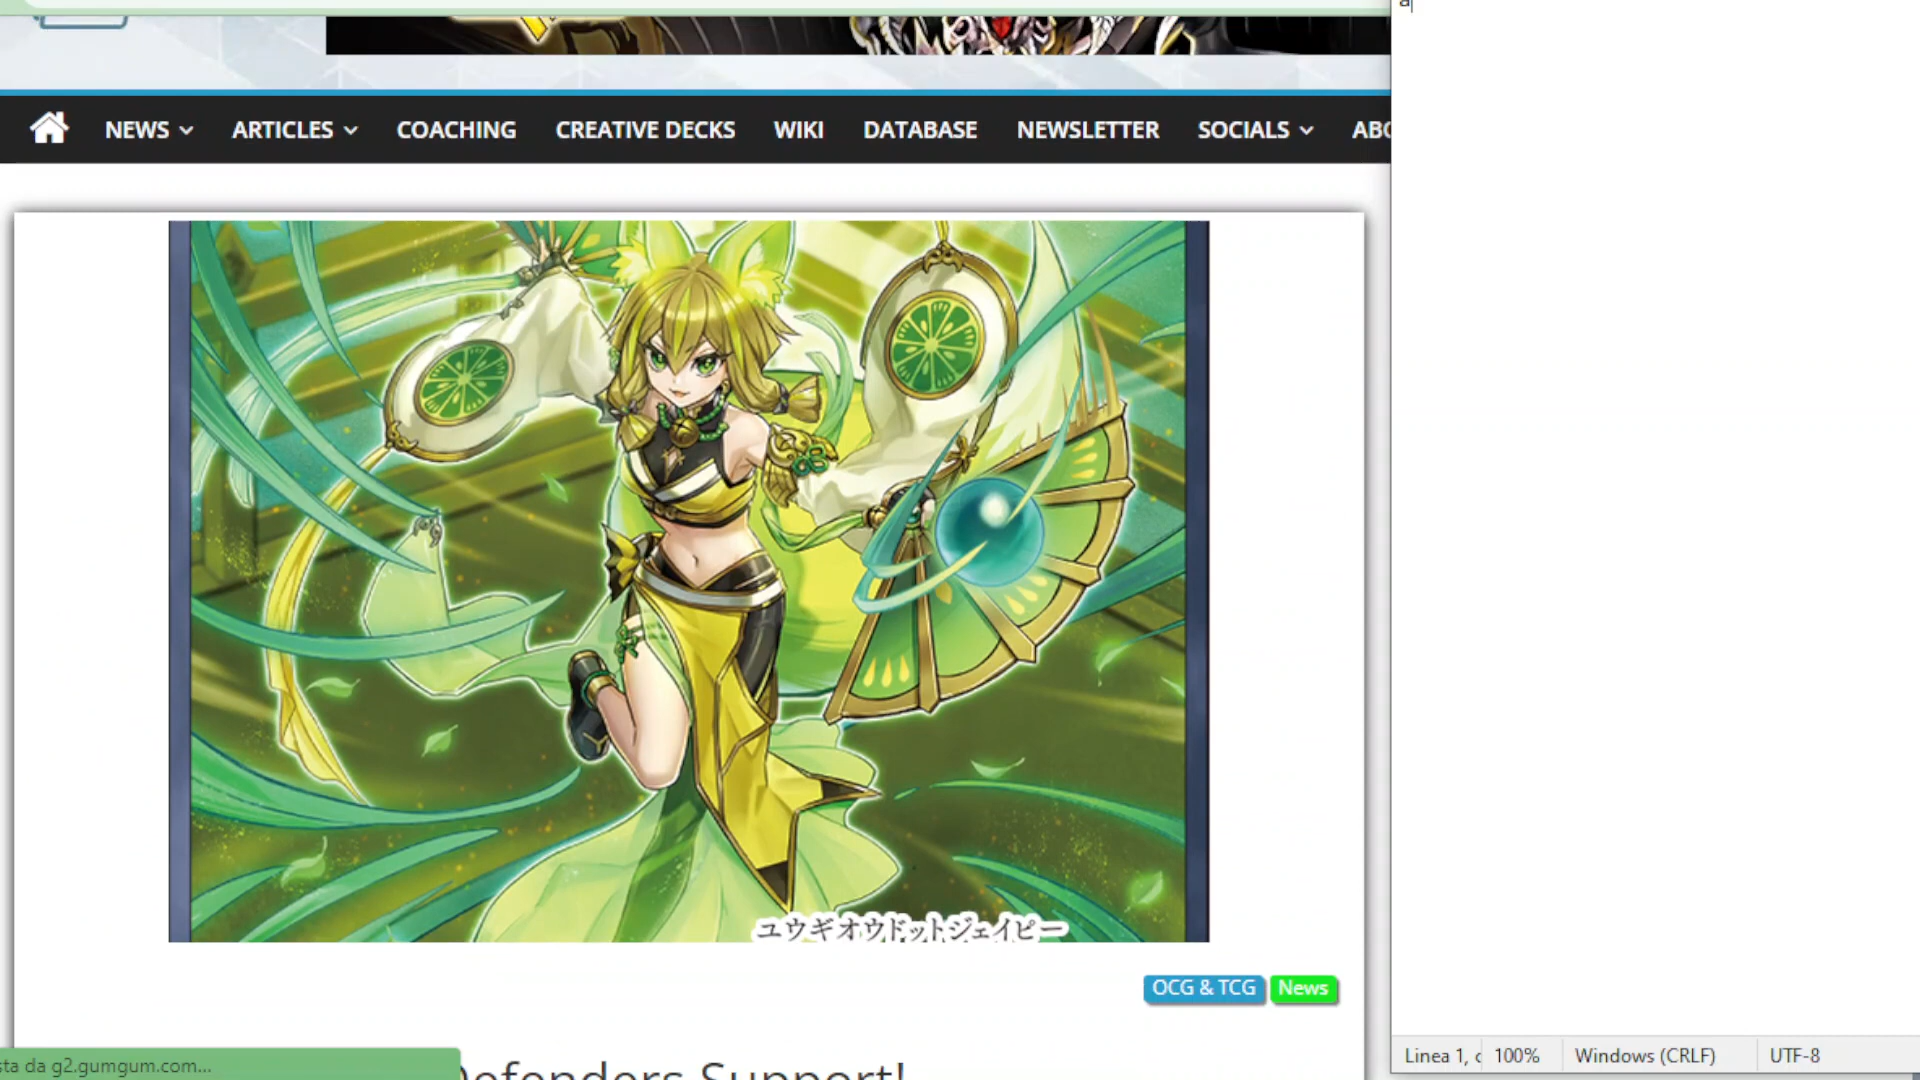 NEWS ARTICLES COACHING CREATIVE DECKS WIKI DATABASE NEWSLETTER SOCIALS
ユウギオウドットジェイピー
OCG & TCG News
Support!
da g2.gumgum.com...
Linea 1, 100% Windows (CRLF) UTF-8